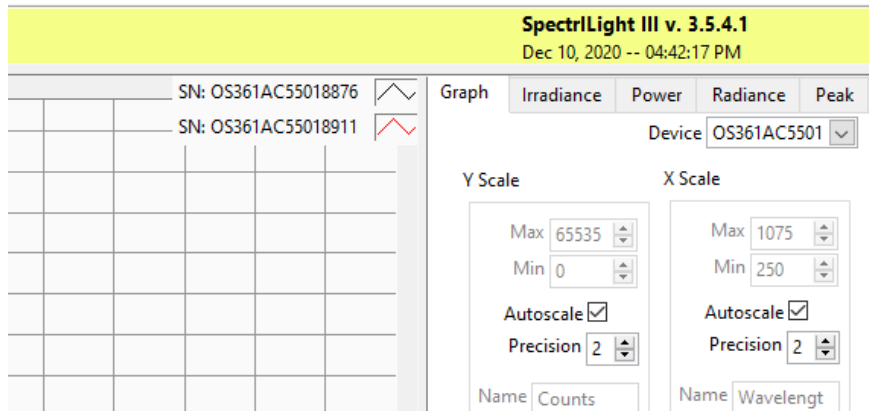 SpectrILight III v. 3.5.4.1
Dec 10, 2020 -- 04:42:17 PM
SN: OS361AC55018876
SN: OS361AC55018911
Graph Irradiance Power Radiance Peak
Device OS361AC5501
Y Scale X Scale
Max 65535 Max 1075
Min 0 Min 250
Autoscale Autoscale
Precision 2 Precision 2
Name Counts Name Wavelengt